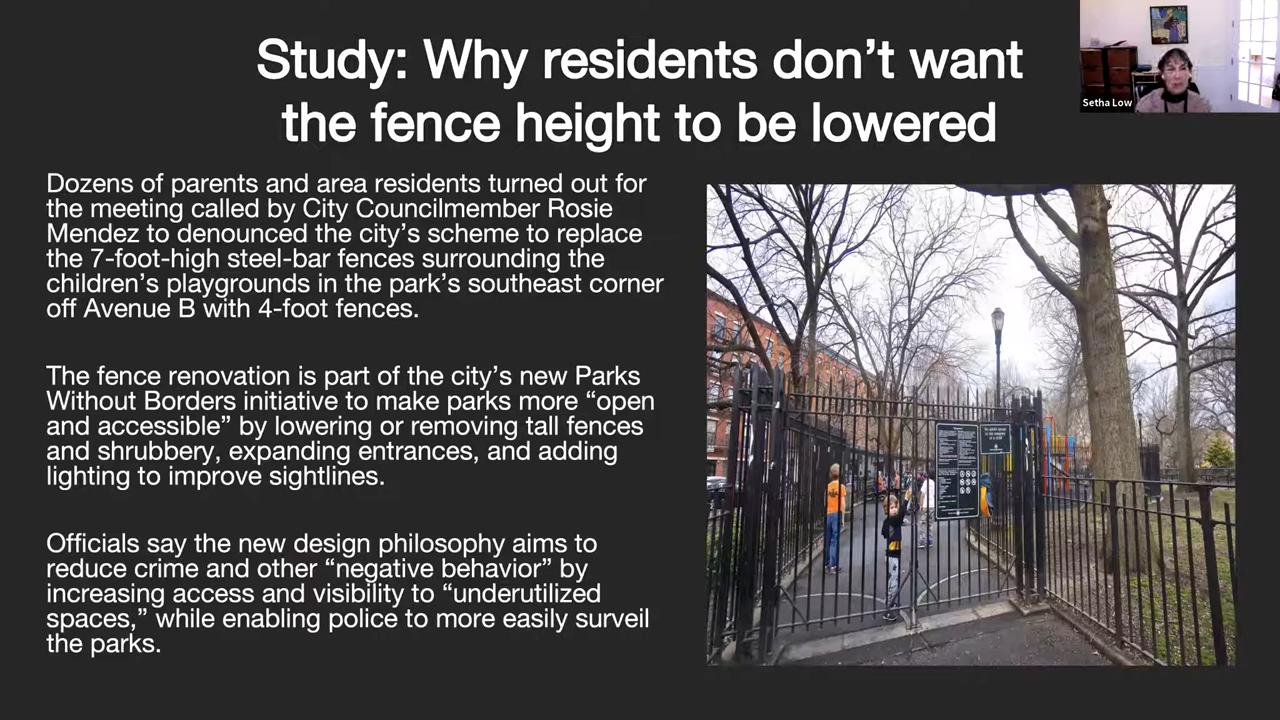 Study: Why residents don’t want
the fence height to be lowered
Setha Low
Dozens of parents and area residents turned out for
the meeting called by City Councilmember Rosie
Mendez to denounced the city’s scheme to replace
the 7-foot-high steel-bar fences surrounding the
children’s playgrounds in the park’s southeast corner
off Avenue B with 4-foot fences.
The fence renovation is part of the city’s new Parks
Without Borders initiative to make parks more “open
and accessible” by lowering or removing tall fences
and shrubbery, expanding entrances, and adding
lighting to improve sightlines.
Officials say the new design philosophy aims to
reduce crime and other “negative behavior” by
increasing access and visibility to “underutilized
spaces,” while enabling police to more easily surveil
the parks.